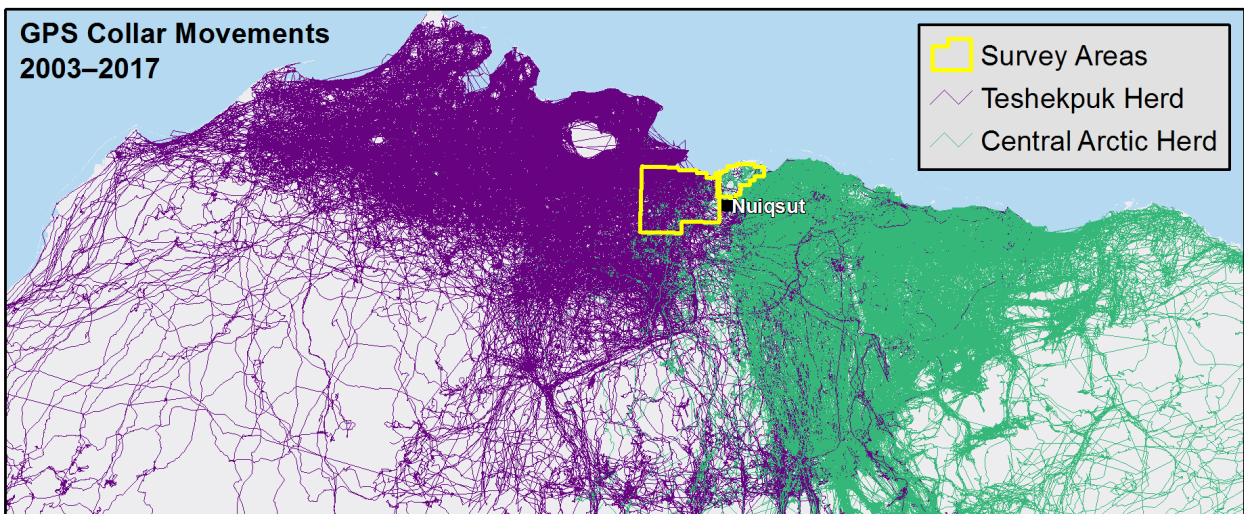 GPS Collar Movements
2003–2017
Survey Areas
Teshekpuk Herd
Central Arctic Herd
Nuiqsut